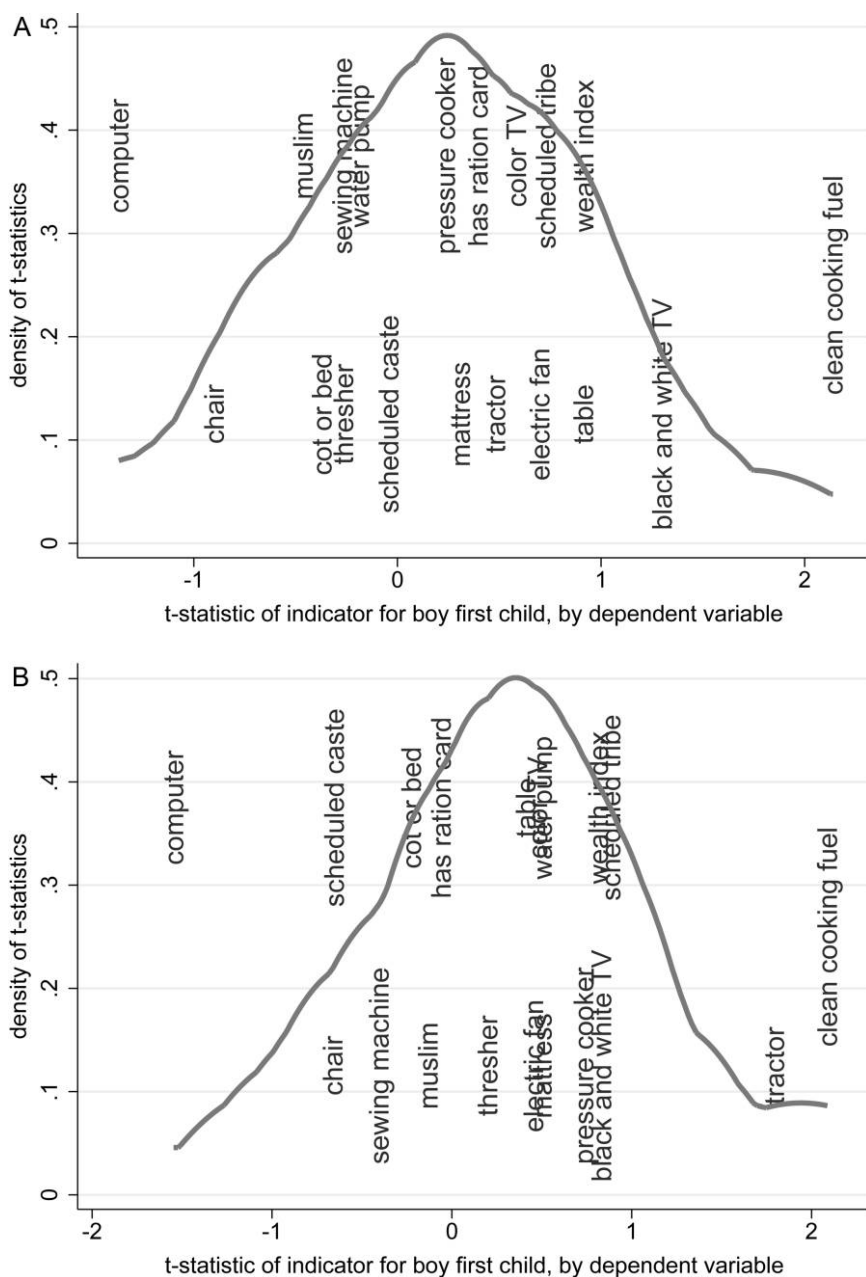 A
density of t-statistics
.5
.4
.3
.2
.1
0
computer
muslim
sewing machine
water pump
pressure cooker
has ration card
color TV
scheduled tribe
wealth index
clean cooking fuel
chair
cot or bed
thresher
scheduled caste
mattress
tractor
electric fan
table
black and white TV
-1 0 1 2
t-statistic of indicator for boy first child, by dependent variable
B
density of t-statistics
.5
.4
.3
.2
.1
0
computer
scheduled caste
cot or bed
has ration card
table
color TV
water pump
wealth index
scheduled tribe
clean cooking fuel
chair
sewing machine
muslim
thresher
electric fan
mattress
pressure cooker
black and white TV
tractor
-2 -1 0 1 2
t-statistic of indicator for boy first child, by dependent variable